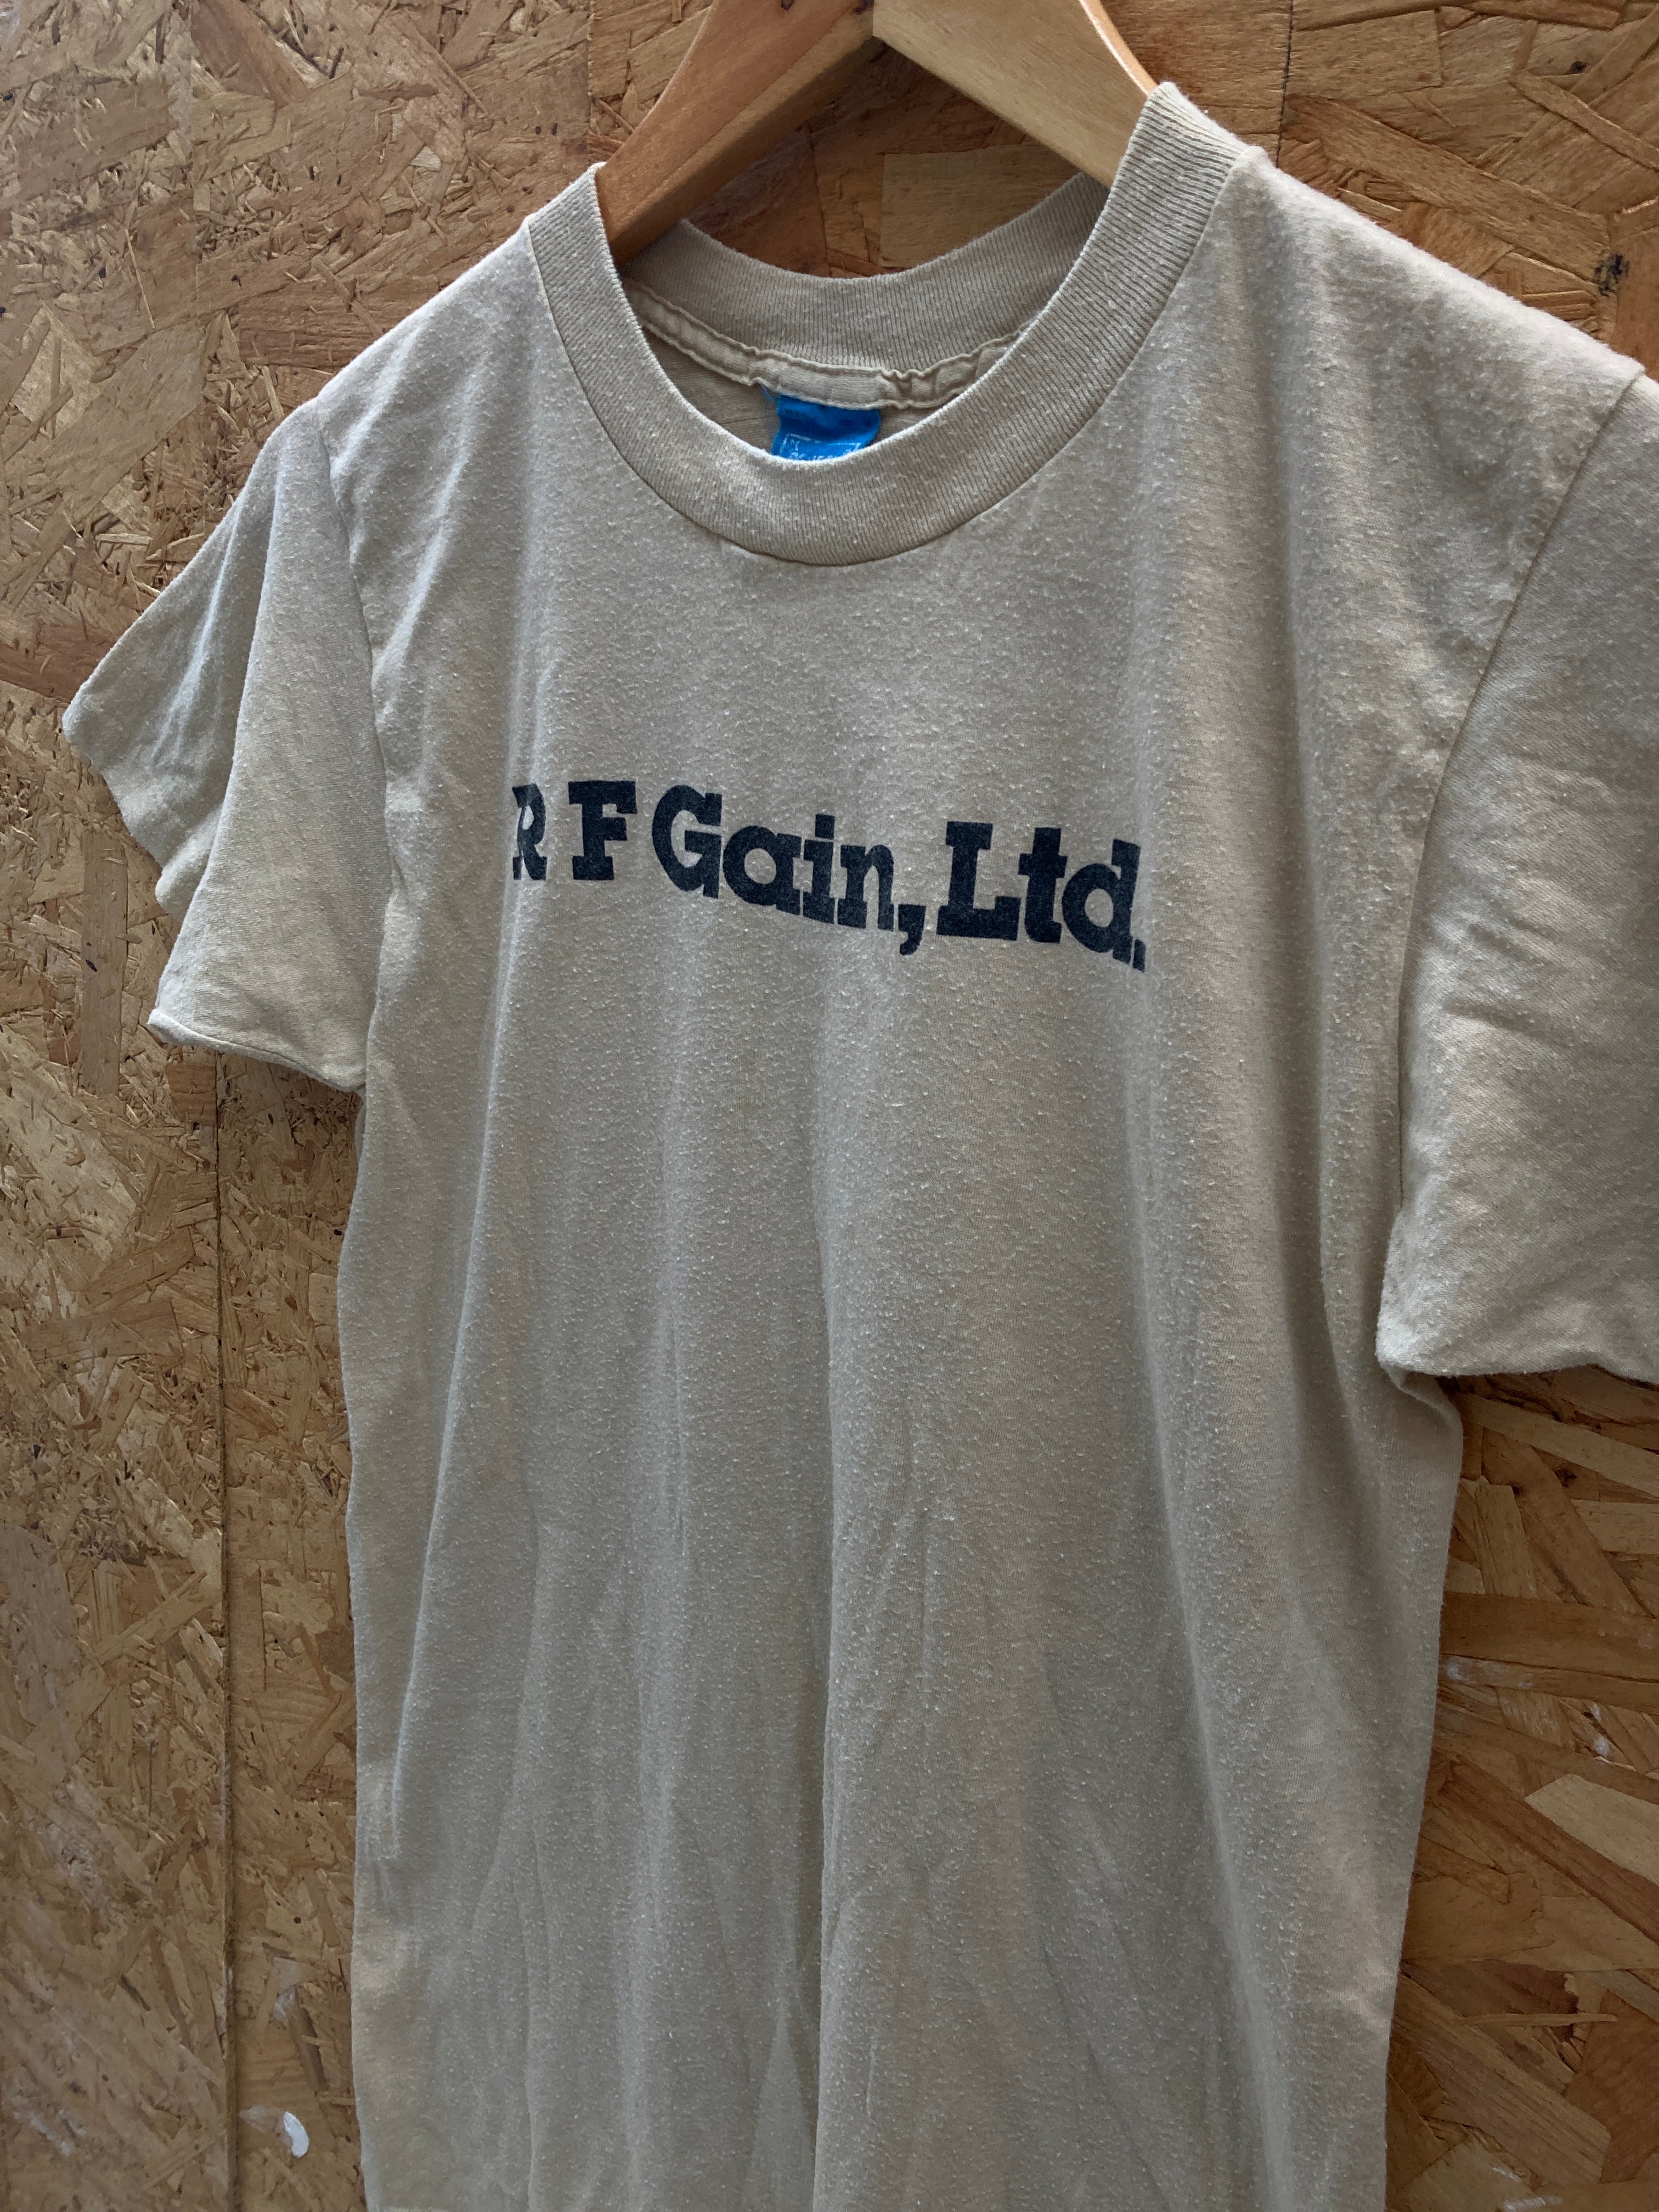 R F Gain, Ltd.